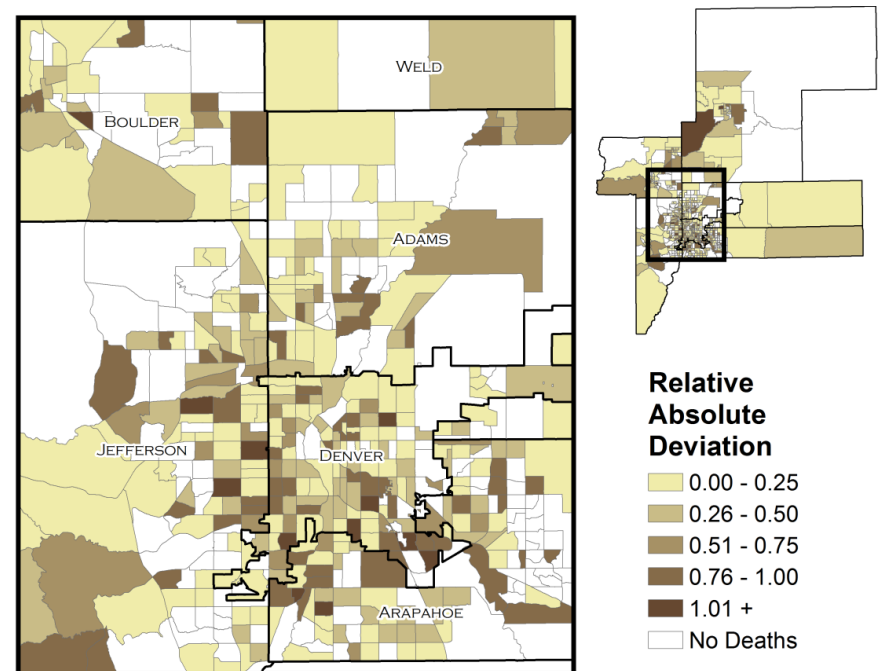 WELD
BOULDER
ADAMS
JEFFERSON
DENVER
ARAPAHOE
Relative
Absolute
Deviation
0.00 - 0.25
0.26 - 0.50
0.51 - 0.75
0.76 - 1.00
1.01 +
No Deaths